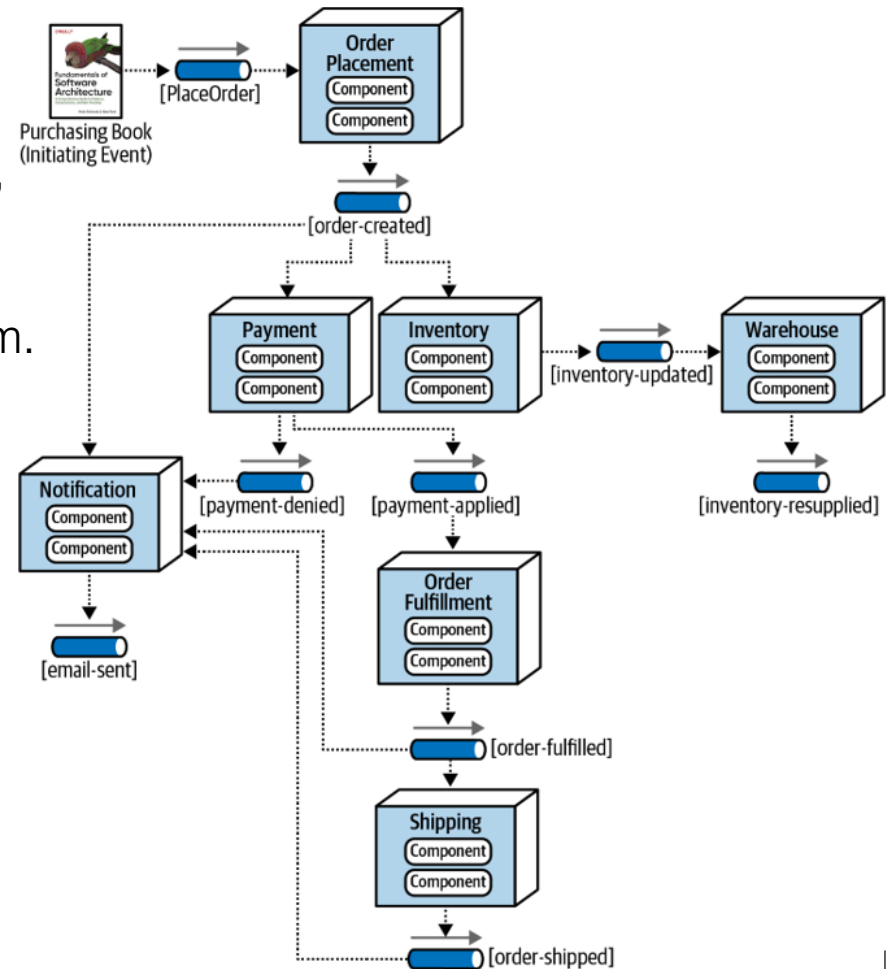 O'REILLY
Fundamentals of
Software
Architecture
Purchasing Book
(Initiating Event)
[PlaceOrder]
Order
Placement
Component
Component
,
[order-created]
m.
Payment
Component
Component
Inventory
Component
Component
[inventory-updated]
Warehouse
Component
Component
Notification
Component
Component
[payment-denied]
[payment-applied]
[inventory-resupplied]
Order
Fulfillment
Component
Component
[email-sent]
[order-fulfilled]
Shipping
Component
Component
[order-shipped]